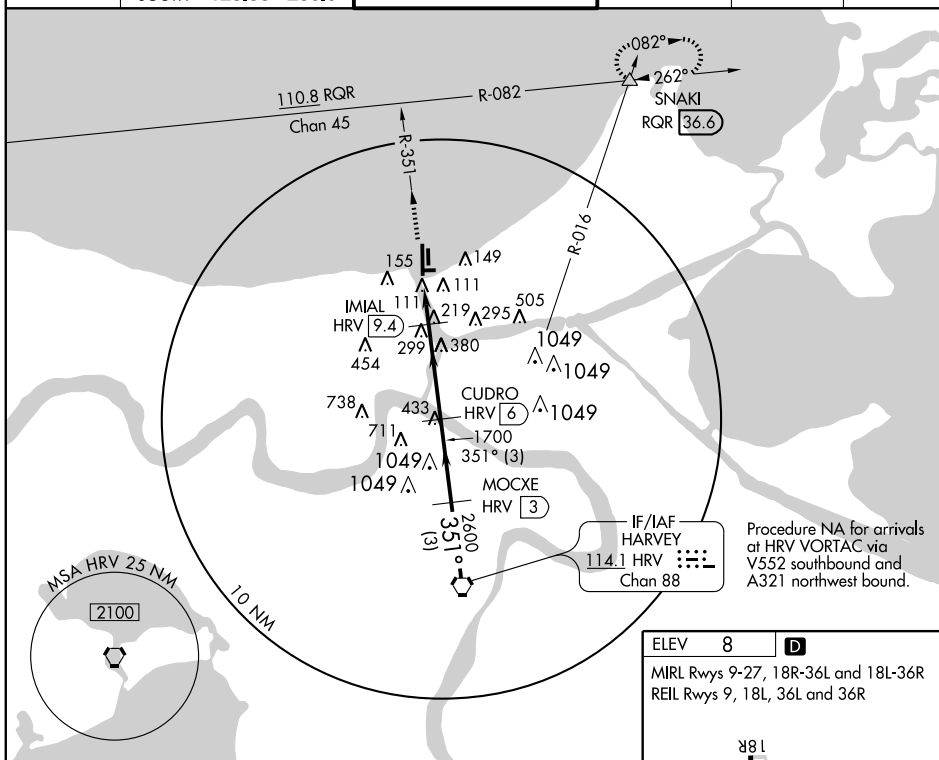 082°
262°
SNAKI
RQR 36.6
110.8 RQR
Chan 45
R-082
R-351
R-016
155
149
111
111
IMIAL
HRV 9.4
219
295
505
299
380
454
1049
1049
1049
CUDRO
HRV 6
738
433
711
1700
351° (3)
1049
1049
MOCXE
HRV 3
2600
351°
(3)
IF/IAF
HARVEY
114.1 HRV
Chan 88
Procedure NA for arrivals
at HRV VORTAC via
V552 southbound and
A321 northwest bound.
MSA HRV 25 NM
2100
10 NM
ELEV 8 D
MIRL Rwys 9-27, 18R-36L and 18L-36R
REIL Rwys 9, 18L, 36L and 36R
18R